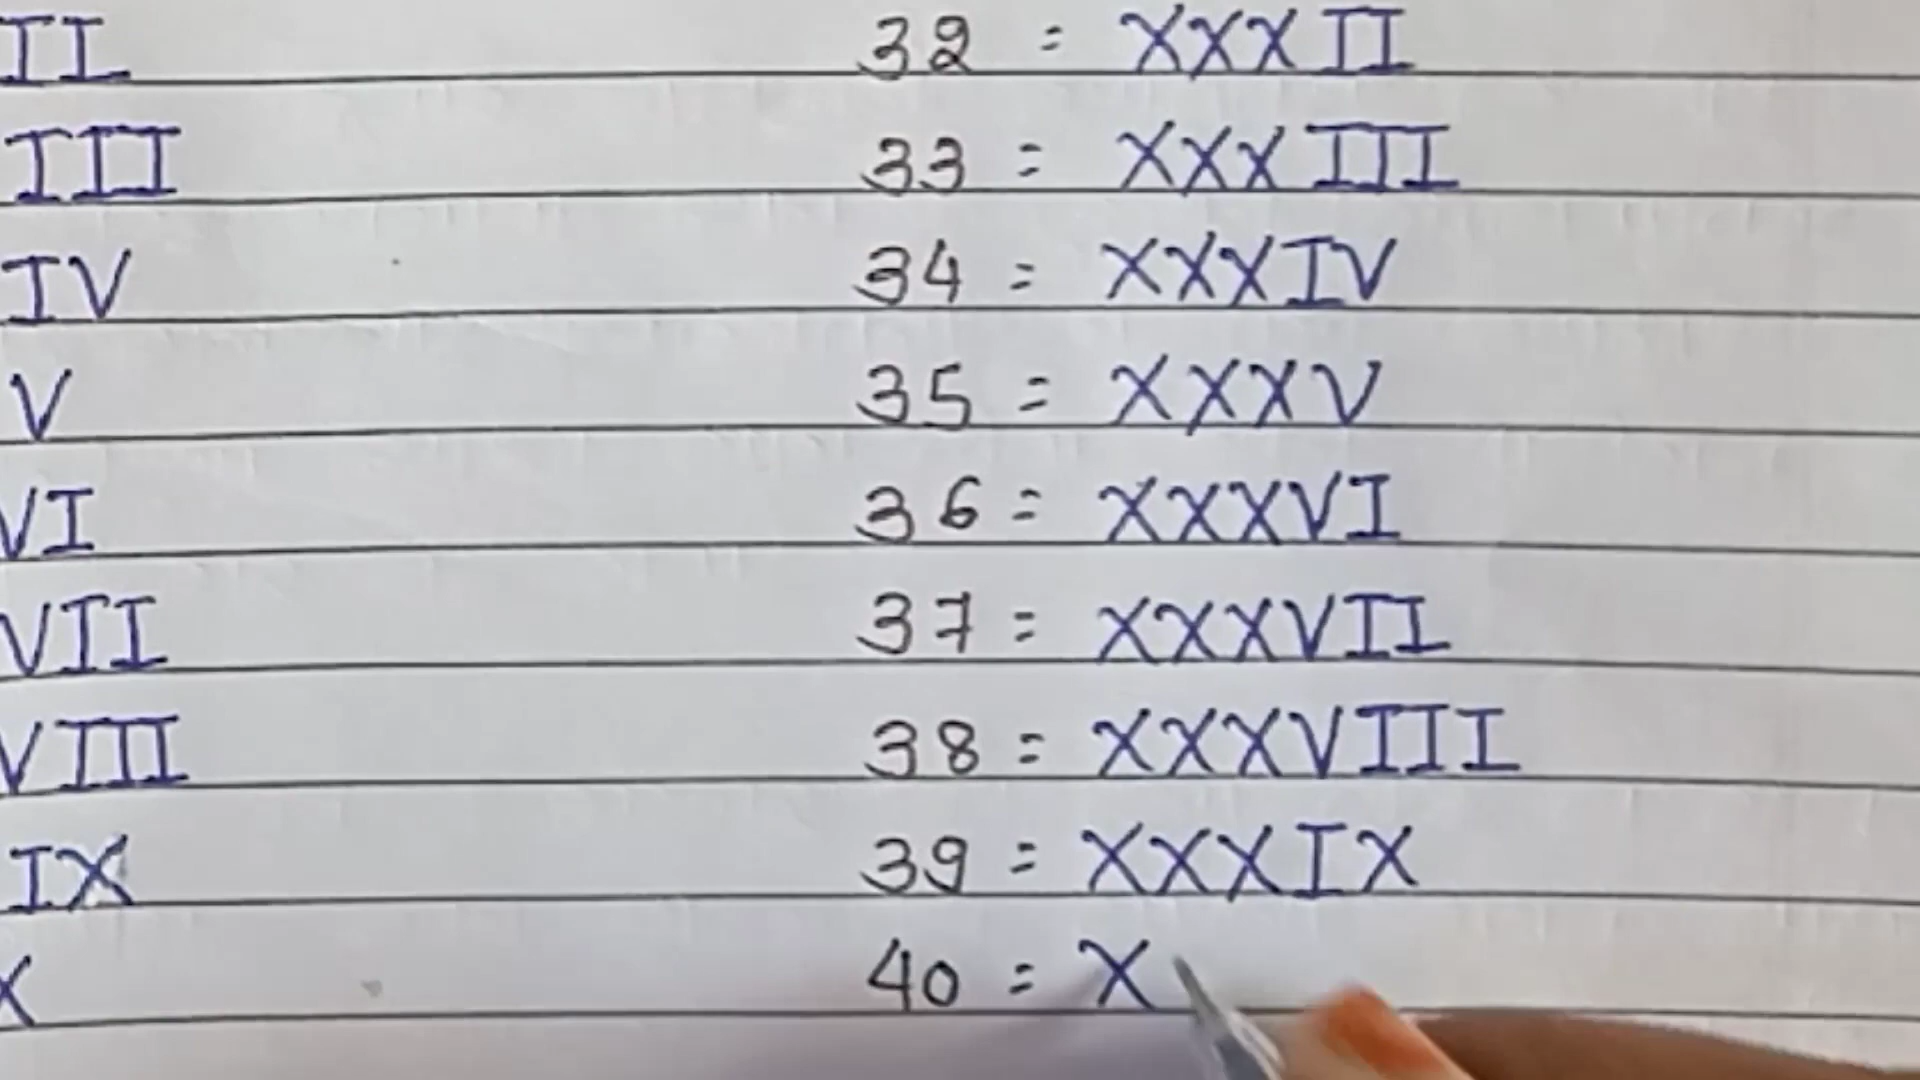 II 32 = XXXII
III 33 = XXXIII
IV 34 = XXXIV
V 35 = XXXV
VI 36 = XXXVI
VII 37 = XXXVII
VIII 38 = XXXVIII
IX 39 = XXXIX
X 40 = X